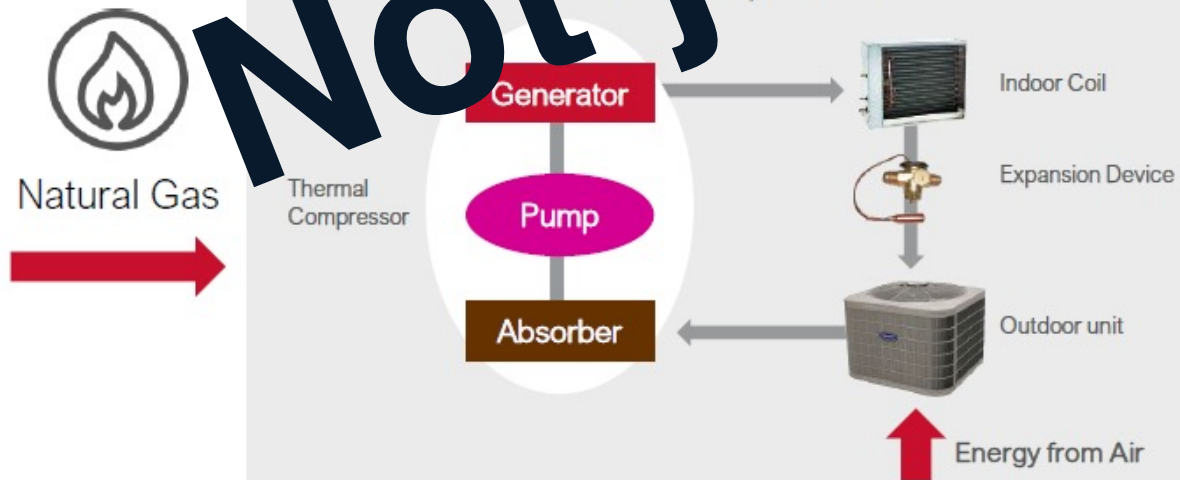 Not
Natural Gas
Thermal
Compressor
Generator
Pump
Absorber
Indoor Coil
Expansion Device
Outdoor unit
Energy from Air